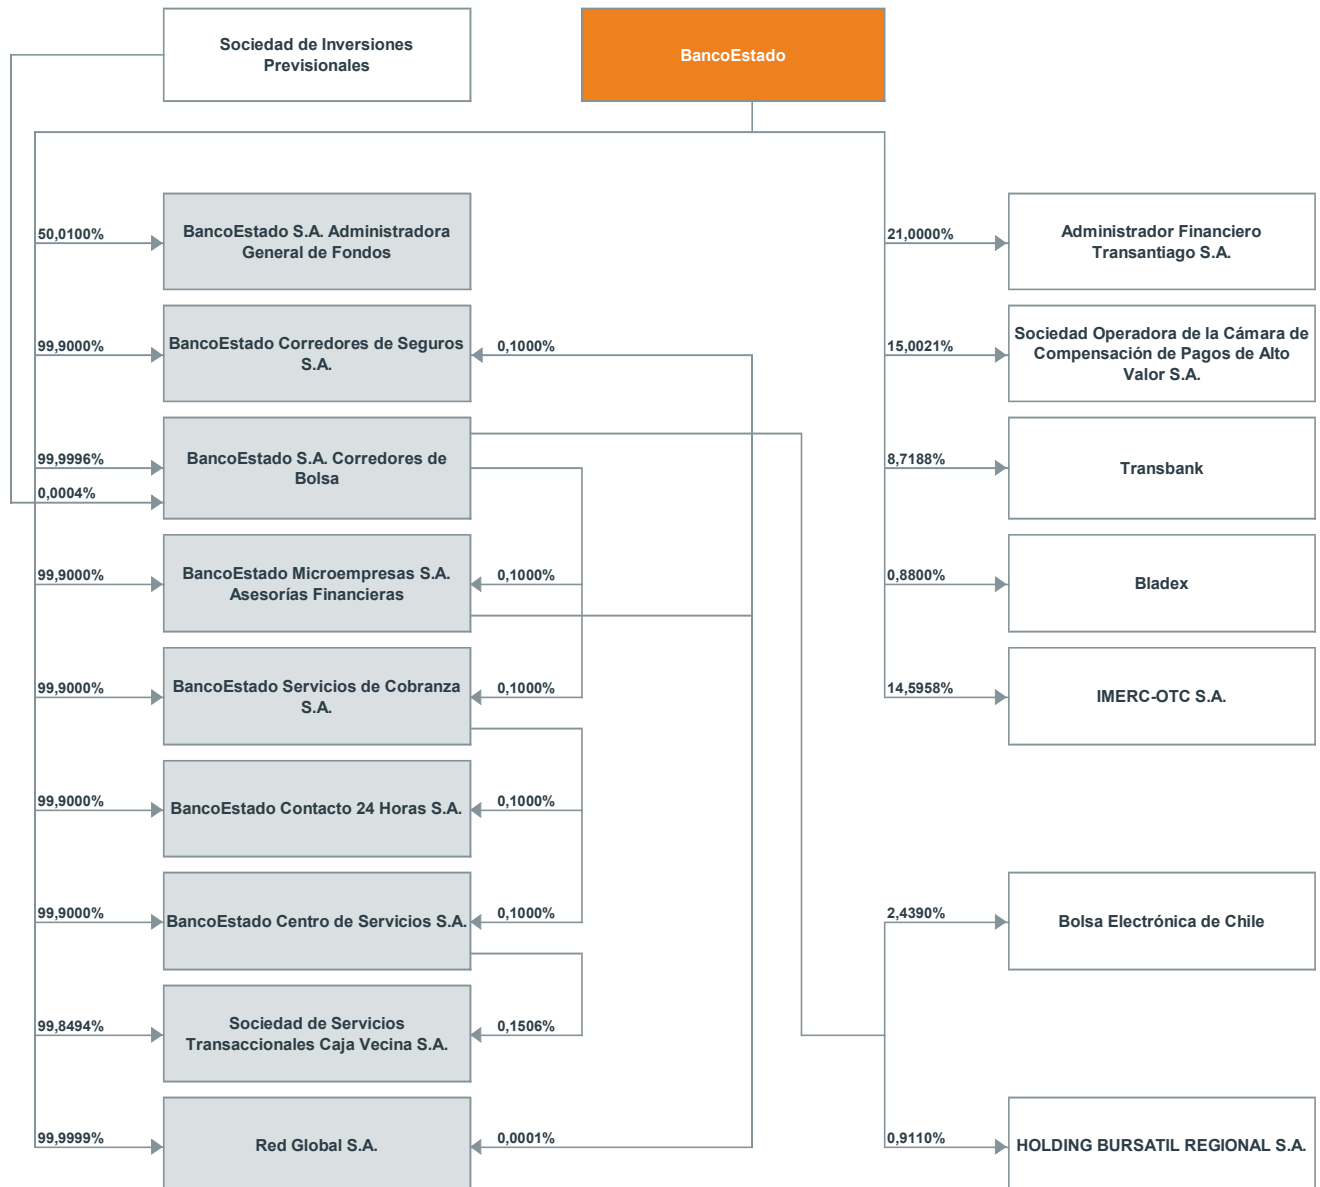 Sociedad de Inversiones
Previsionales
BancoEstado
50,0100%
BancoEstado S.A. Administradora
General de Fondos
21,0000%
Administrador Financiero
Transantiago S.A.
99,9000%
BancoEstado Corredores de Seguros
S.A.
0,1000%
15,0021%
Sociedad Operadora de la Cámara de
Compensación de Pagos de Alto
Valor S.A.
99,9996%
0,0004%
BancoEstado S.A. Corredores de
Bolsa
8,7188%
Transbank
99,9000%
BancoEstado Microempresas S.A.
Asesorías Financieras
0,1000%
0,8800%
Bladex
99,9000%
BancoEstado Servicios de Cobranza
S.A.
0,1000%
14,5958%
IMERC-OTC S.A.
99,9000%
BancoEstado Contacto 24 Horas S.A.
0,1000%
99,9000%
BancoEstado Centro de Servicios S.A.
0,1000%
2,4390%
Bolsa Electrónica de Chile
99,8494%
Sociedad de Servicios
Transaccionales Caja Vecina S.A.
0,1506%
99,9999%
Red Global S.A.
0,0001%
0,9110%
HOLDING BURSATIL REGIONAL S.A.